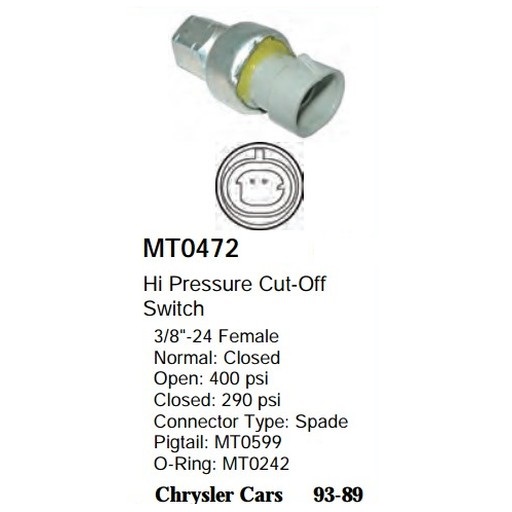 MT0472
Hi Pressure Cut-Off
Switch
3/8"-24 Female
Normal: Closed
Open: 400 psi
Closed: 290 psi
Connector Type: Spade
Pigtail: MT0599
O-Ring: MT0242
Chrysler Cars 93-89